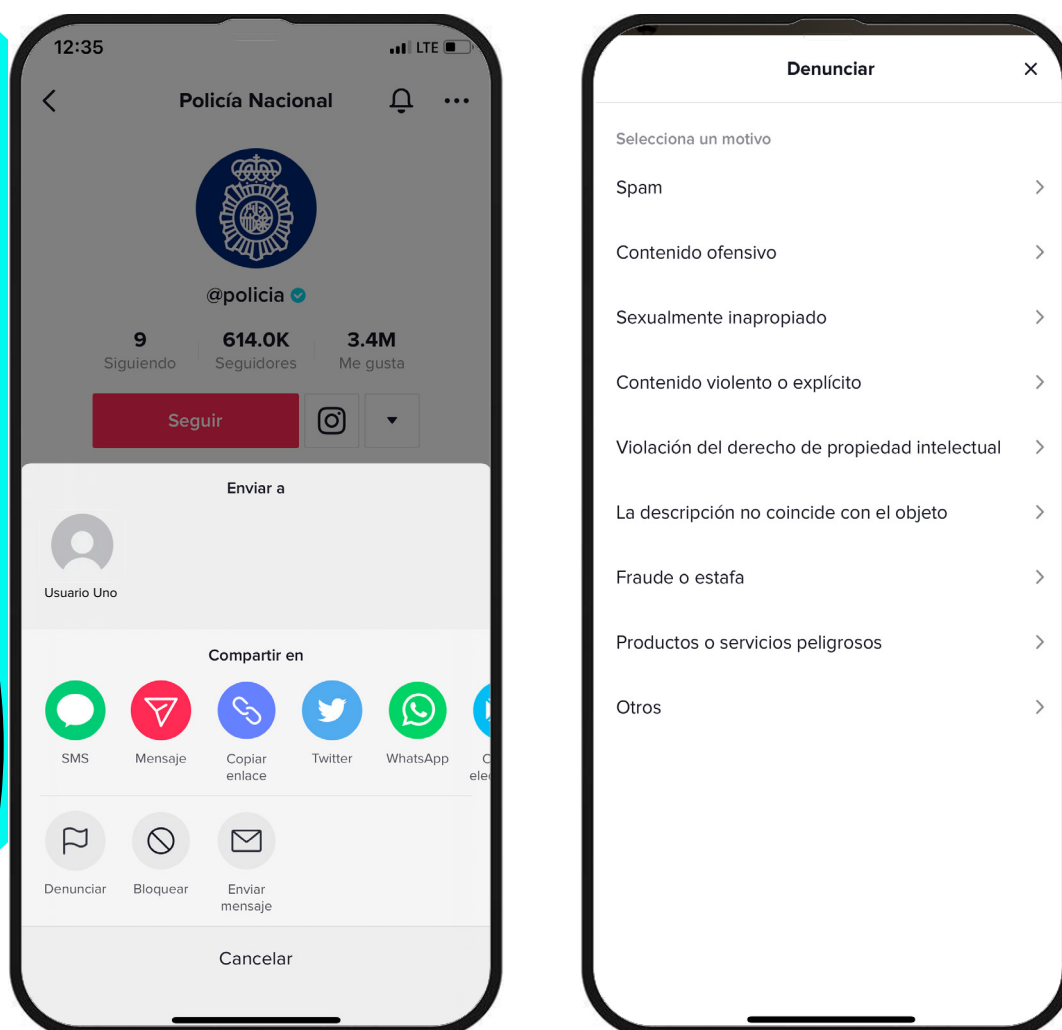 12:35
LTE
Policía Nacional
@policia
9 614.0K 3.4M
Siguiendo Seguidores Me gusta
Seguir
Enviar a
Usuario Uno
Compartir en
SMS Mensaje Copiar enlace Twitter WhatsApp
Denunciar Bloquear Enviar mensaje
Cancelar
Denunciar
Selecciona un motivo
Spam
Contenido ofensivo
Sexualmente inapropiado
Contenido violento o explícito
Violación del derecho de propiedad intelectual
La descripción no coincide con el objeto
Fraude o estafa
Productos o servicios peligrosos
Otros